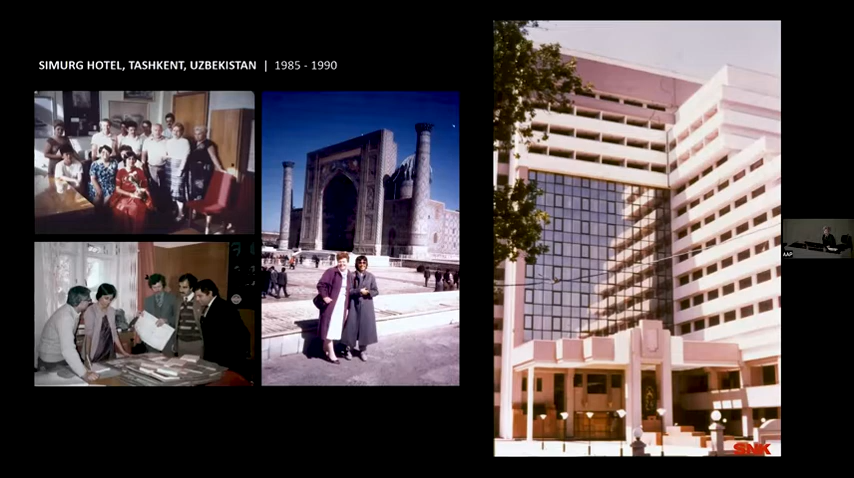 SIMURG HOTEL, TASHKENT, UZBEKISTAN | 1985 - 1990
SNK
AAP